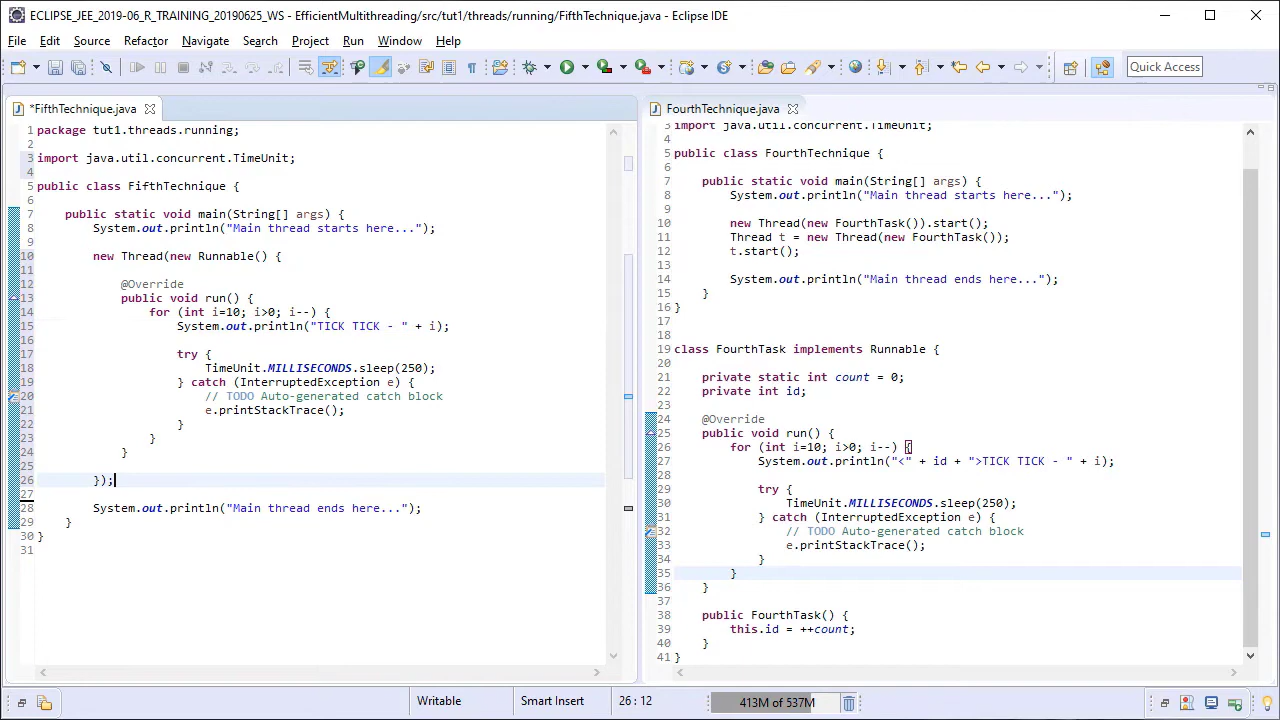 ECLIPSE_JEE_2019-06_R_TRAINING_20190625_WS - EfficientMultithreading/src/tut1/threads/running/FifthTechnique.java - Eclipse IDE
File Edit Source Refactor Navigate Search Project Run Window Help
Quick Access
*FifthTechnique.java
1 package tut1.threads.running;
2
3 import java.util.concurrent.TimeUnit;
4
5 public class FifthTechnique {
6
7 public static void main(String[] args) {
8 System.out.println("Main thread starts here...");
9
10 new Thread(new Runnable() {
11
12 @Override
13 public void run() {
14 for (int i=10; i>0; i--) {
15 System.out.println("TICK TICK - " + i);
16
17 try {
18 TimeUnit.MILLISECONDS.sleep(250);
19 } catch (InterruptedException e) {
20 // TODO Auto-generated catch block
21 e.printStackTrace();
22 }
23 }
24 }
25
26 });
27
28 System.out.println("Main thread ends here...");
29 }
30 }
31
FourthTechnique.java
3 import java.util.concurrent.TimeUnit;
4
5 public class FourthTechnique {
6
7 public static void main(String[] args) {
8 System.out.println("Main thread starts here...");
9
10 new Thread(new FourthTask()).start();
11 Thread t = new Thread(new FourthTask());
12 t.start();
13
14 System.out.println("Main thread ends here...");
15 }
16 }
17
18
19 class FourthTask implements Runnable {
20
21 private static int count = 0;
22 private int id;
23
24 @Override
25 public void run() {
26 for (int i=10; i>0; i--) {
27 System.out.println("<" + id + ">TICK TICK - " + i);
28
29 try {
30 TimeUnit.MILLISECONDS.sleep(250);
31 } catch (InterruptedException e) {
32 // TODO Auto-generated catch block
33 e.printStackTrace();
34 }
35 }
36 }
37
38 public FourthTask() {
39 this.id = ++count;
40 }
41 }
Writable Smart Insert 26 : 12 413M of 537M